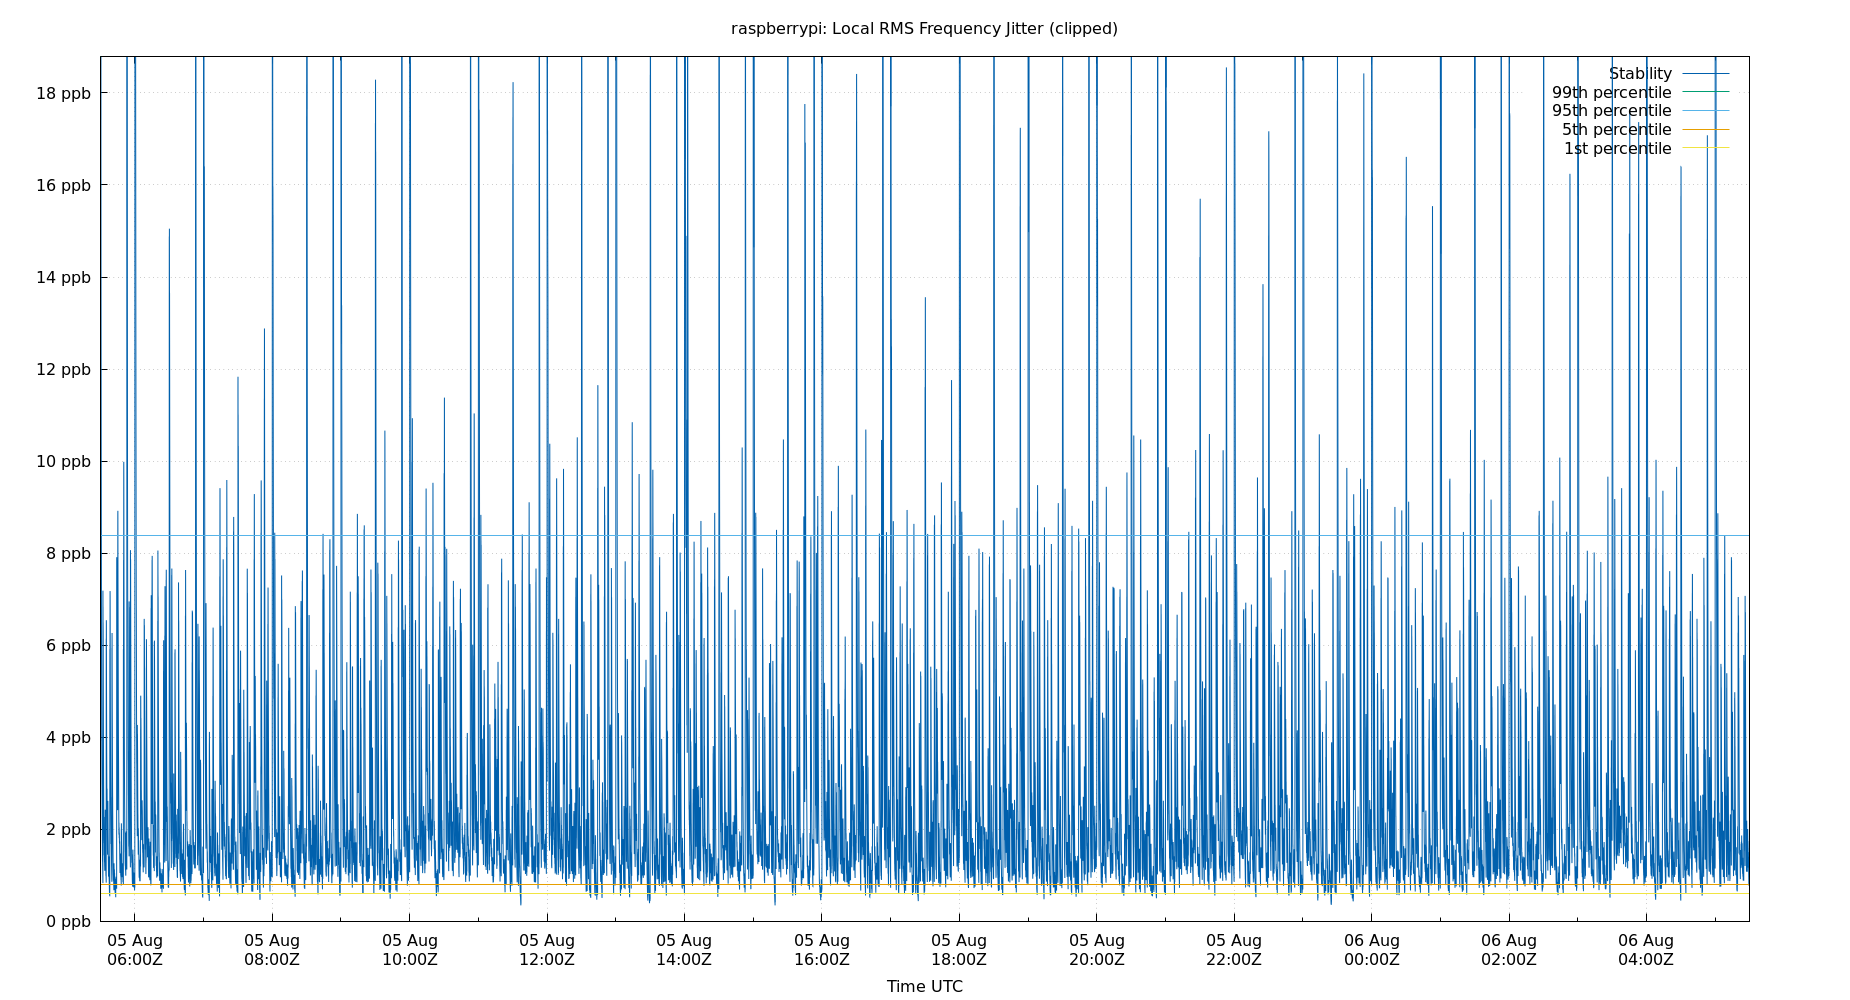 raspberrypi: Local RMS Frequency Jitter (clipped)
Stability
99th percentile
95th percentile
5th percentile
1st percentile
18 ppb
16 ppb
14 ppb
12 ppb
10 ppb
8 ppb
6 ppb
4 ppb
2 ppb
0 ppb
05 Aug 05 Aug 05 Aug 05 Aug 05 Aug 05 Aug 05 Aug 05 Aug 05 Aug 06 Aug 06 Aug 06 Aug
06:00Z 08:00Z 10:00Z 12:00Z 14:00Z 16:00Z 18:00Z 20:00Z 22:00Z 00:00Z 02:00Z 04:00Z
Time UTC